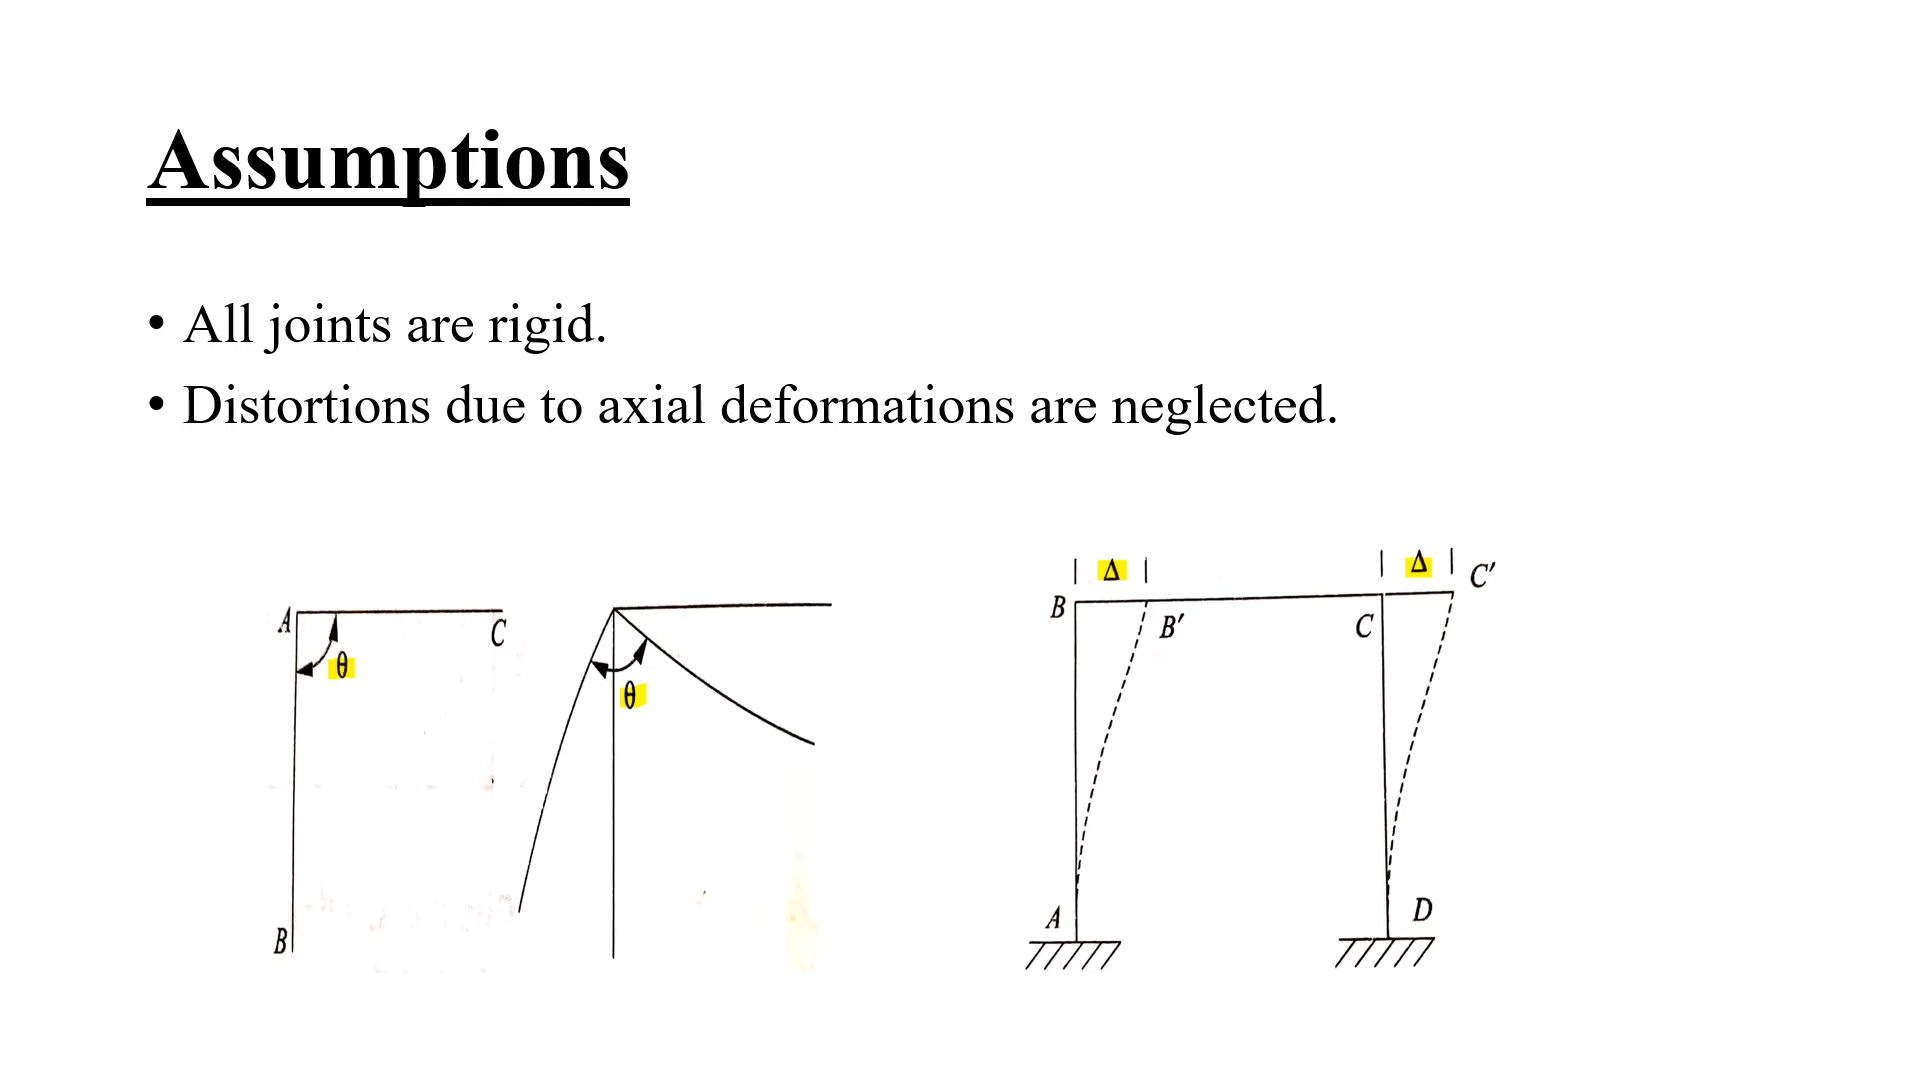 Assumptions
• All joints are rigid.
• Distortions due to axial deformations are neglected.
A
C
θ
B
θ
Δ
Δ
C′
B
B′
C
A
D